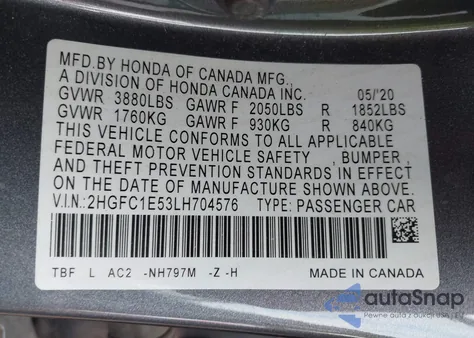 MFD.BY HONDA OF CANADA MFG.,
A DIVISION OF HONDA CANADA INC. 05/'20
GVWR 3880LBS GAWR F 2050LBS R 1852LBS
GVWR 1760KG GAWR F 930KG R 840KG
THIS VEHICLE CONFORMS TO ALL APPLICABLE
FEDERAL MOTOR VEHICLE SAFETY , BUMPER ,
AND THEFT PREVENTION STANDARDS IN EFFECT
ON THE DATE OF MANUFACTURE SHOWN ABOVE.
V.I.N.:2HGFC1E53LH704576 TYPE: PASSENGER CAR
TBF L AC2 -NH797M -Z -H MADE IN CANADA
autoSnap